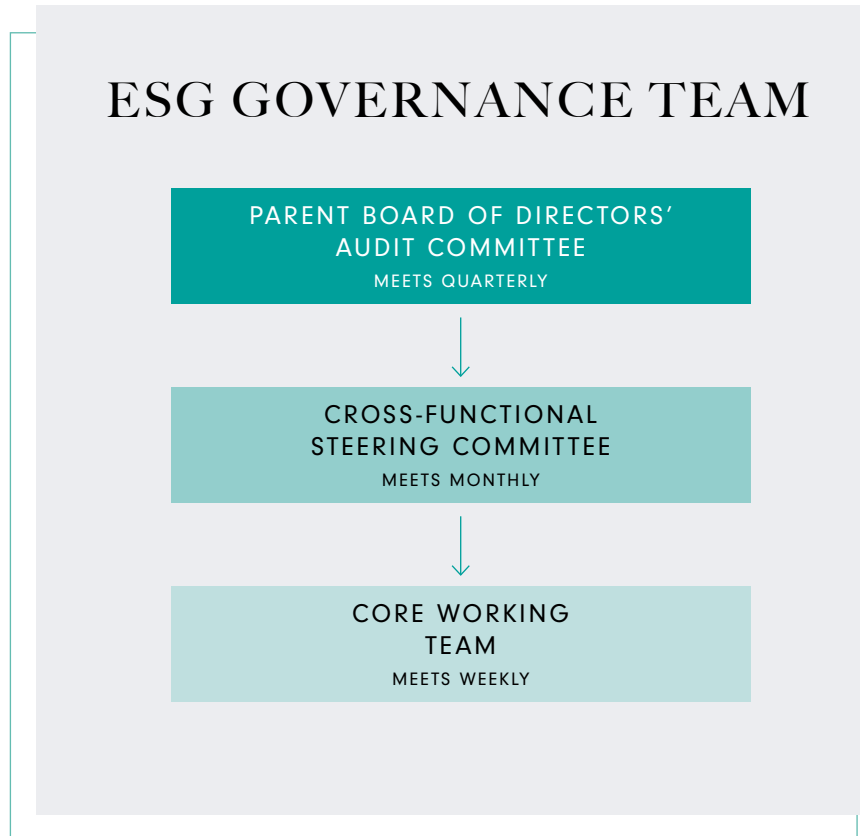 ESG GOVERNANCE TEAM
PARENT BOARD OF DIRECTORS’
AUDIT COMMITTEE
MEETS QUARTERLY
CROSS-FUNCTIONAL
STEERING COMMITTEE
MEETS MONTHLY
CORE WORKING
TEAM
MEETS WEEKLY